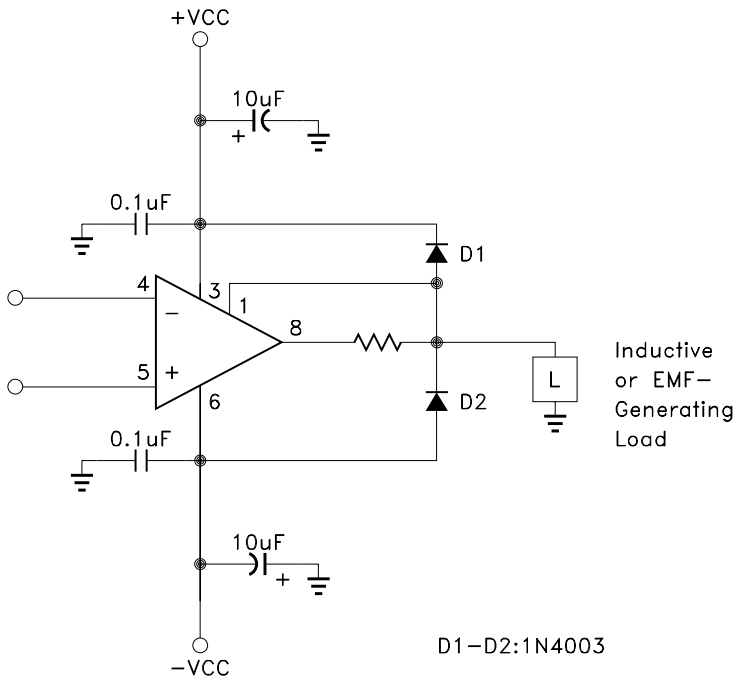 +VCC
10uF
+
0.1uF
D1
4
3
1
−
8
Inductive
or EMF−
Generating
Load
L
5
+
6
D2
0.1uF
10uF
+
D1−D2:1N4003
−VCC